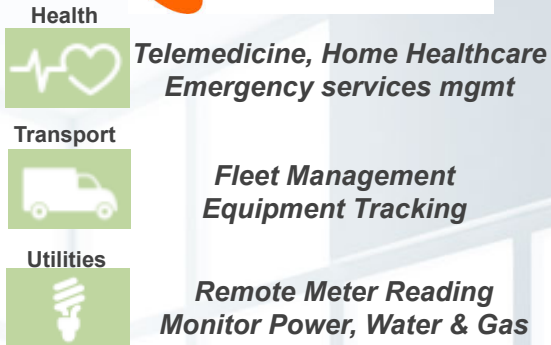 Health
Telemedicine, Home Healthcare
Emergency services mgmt
Transport
Fleet Management
Equipment Tracking
Utilities
Remote Meter Reading
Monitor Power, Water & Gas